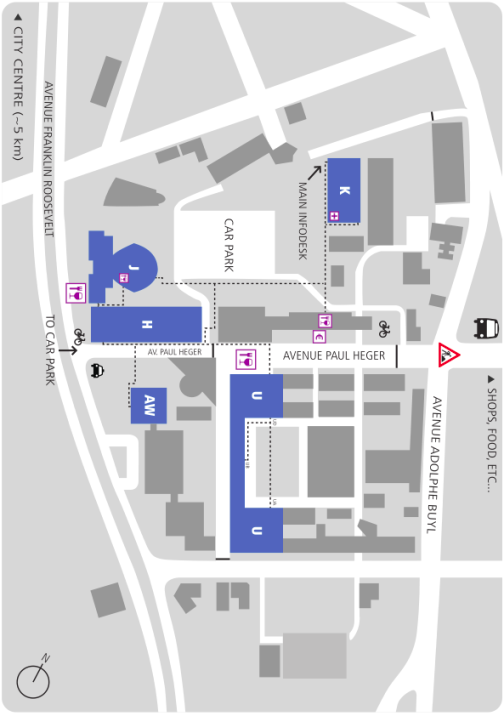 ◀ CITY CENTRE (~5 km)
AVENUE FRANKLIN ROOSEVELT
K
MAIN INFODESK
CAR PARK
J
H
TO CAR PARK
AV. PAUL HEGER
AVENUE PAUL HEGER
€
▲ SHOPS, FOOD, ETC...
AVENUE ADOLPHE BUYL
AW
U
U
N